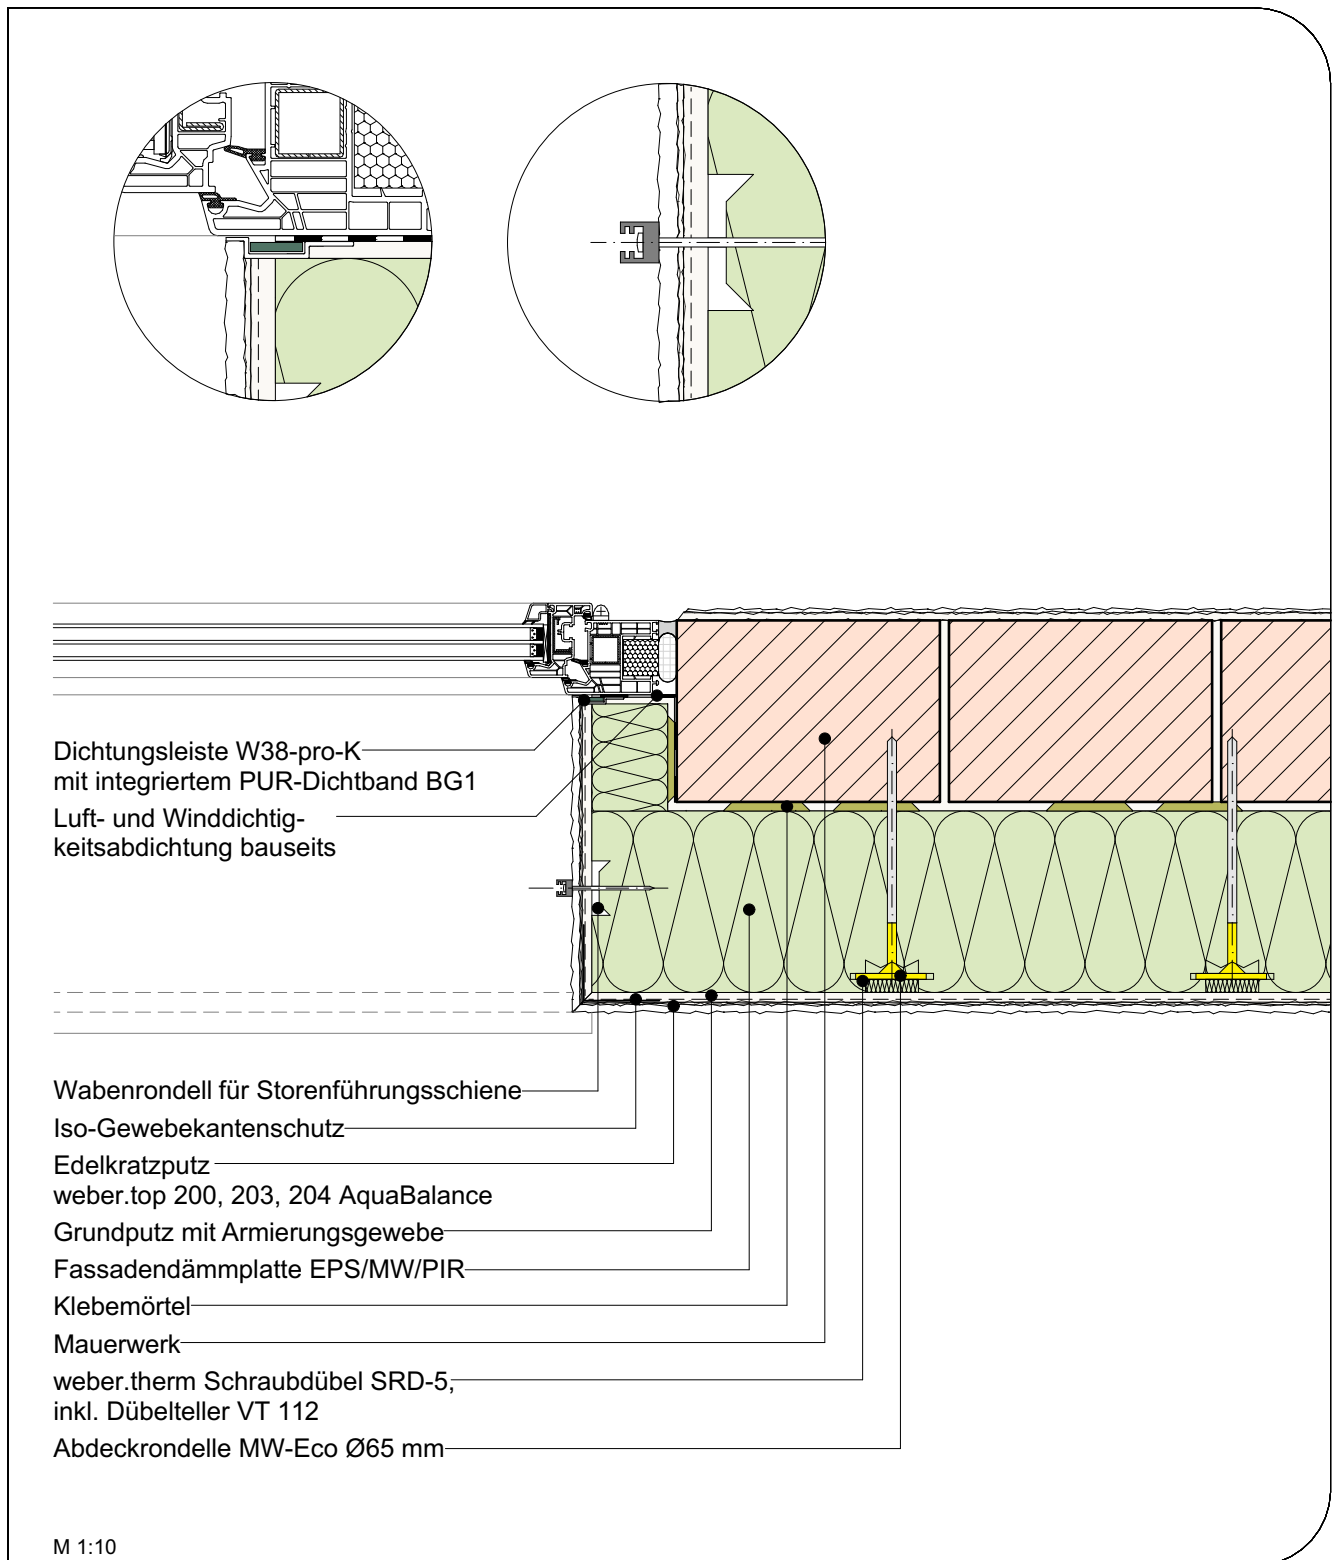 Dichtungsleiste W38-pro-K
mit integriertem PUR-Dichtband BG1
Luft- und Winddichtig-
keitsabdichtung bauseits
Wabenrondell für Storenführungsschiene
Iso-Gewebekantenschutz
Edelkratzputz
weber.top 200, 203, 204 AquaBalance
Grundputz mit Armierungsgewebe
Fassadendämmplatte EPS/MW/PIR
Klebemörtel
Mauerwerk
weber.therm Schraubdübel SRD-5,
inkl. Dübelteller VT 112
Abdeckrondelle MW-Eco Ø65 mm
M 1:10